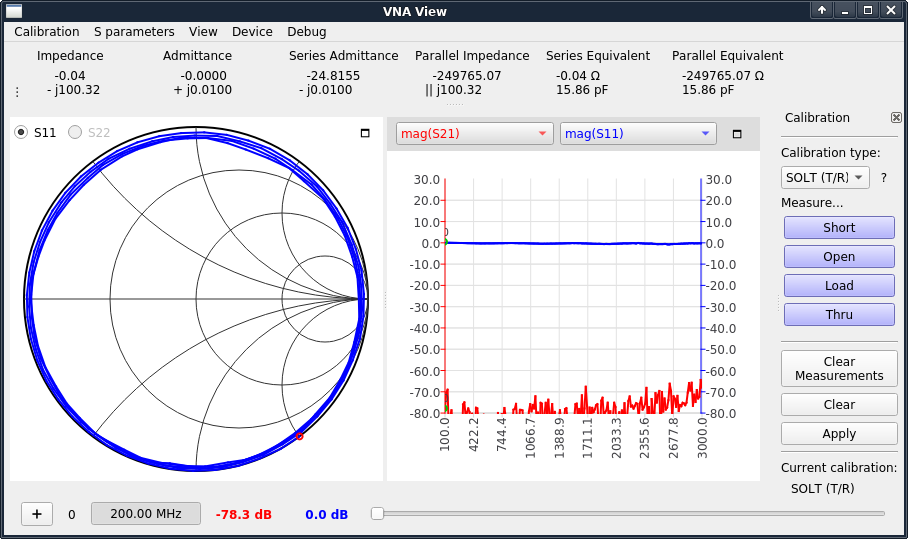 VNA View
Calibration S parameters View Device Debug
Impedance Admittance Series Admittance Parallel Impedance Series Equivalent Parallel Equivalent
-0.04 -0.0000 -24.8155 -249765.07 -0.04 Ω -249765.07 Ω
- j100.32 + j0.0100 - j0.0100 || j100.32 15.86 pF 15.86 pF
S11 S22
mag(S21) mag(S11)
30.0 30.0
20.0 20.0
10.0 10.0
0
0.0 0.0
-10.0 -10.0
-20.0 -20.0
-30.0 -30.0
-40.0 -40.0
-50.0 -50.0
-60.0 -60.0
-70.0 -70.0
-80.0 -80.0
100.0 422.2 744.4 1066.7 1388.9 1711.1 2033.3 2355.6 2677.8 3000.0
Calibration
Calibration type:
SOLT (T/R) ?
Measure...
Short
Open
Load
Thru
Clear
Measurements
Clear
Apply
Current calibration:
SOLT (T/R)
+ 0 200.00 MHz -78.3 dB 0.0 dB